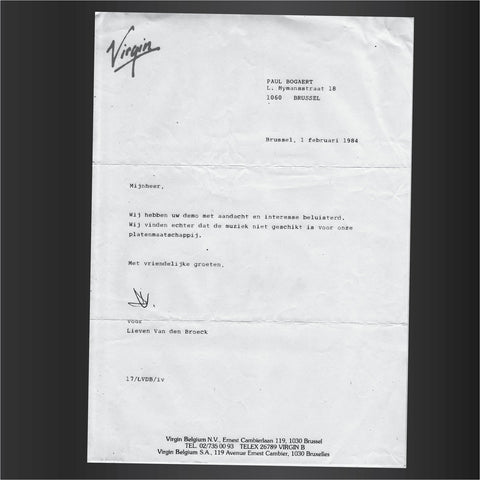 Virgin
PAUL BOGAERT
L. Mymansstraat 18
1060 BRUSSEL
Brussel, 1 februari 1984
Mijnheer,
Wij hebben uw demo met aandacht en interesse beluisterd.
Wij vinden echter dat de muziek niet geschikt is voor onze
platenmaatschappij.
Met vriendelijke groeten,
voor
Lieven Van den Broeck
17/LVDB/iv
Virgin Belgium N.V., Ernest Cambierlaan 119, 1030 Brussel
TEL. 02/735 00 93 TELEX 26789 VIRGIN B
Virgin Belgium S.A., 119 Avenue Ernest Cambier, 1030 Bruxelles